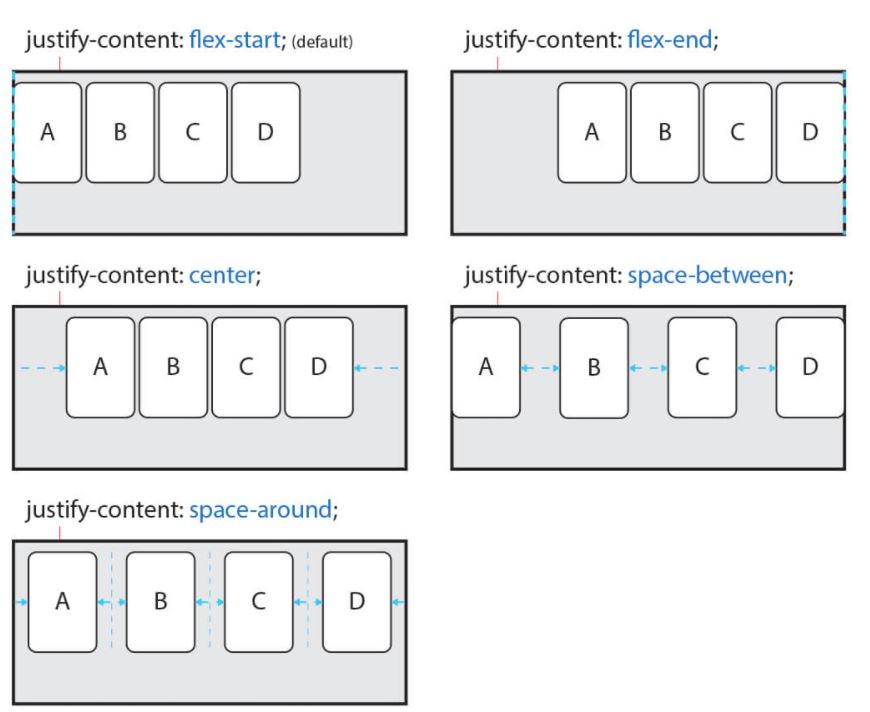 justify-content: flex-start; (default)
A B C D
justify-content: flex-end;
A B C D
justify-content: center;
A B C D
justify-content: space-between;
A B C D
justify-content: space-around;
A B C D